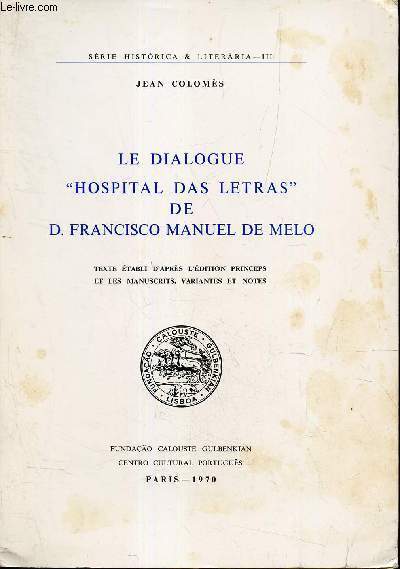 Le-livre.com
SÉRIE HISTÓRICA & LITERÁRIA—III
JEAN COLOMÈS
LE DIALOGUE
"HOSPITAL DAS LETRAS"
DE
D. FRANCISCO MANUEL DE MELO
TEXTE ÉTABLI D'APRÈS L'ÉDITION PRINCEPS
ET LES MANUSCRITS, VARIANTES ET NOTES
FUNDAÇÃO · CALOUSTE · GULBENKIAN
· LISBOA ·
FUNDAÇÃO CALOUSTE GULBENKIAN
CENTRO CULTURAL PORTUGUÊS
PARIS—1970